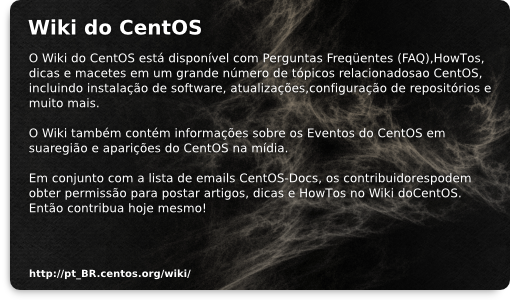 Wiki do CentOS
O Wiki do CentOS está disponível com Perguntas Freqüentes (FAQ),HowTos,
dicas e macetes em um grande número de tópicos relacionadosao CentOS,
incluindo instalação de software, atualizações,configuração de repositórios e
muito mais.
O Wiki também contém informações sobre os Eventos do CentOS em
suaregião e aparições do CentOS na mídia.
Em conjunto com a lista de emails CentOS-Docs, os contribuidorespodem
obter permissão para postar artigos, dicas e HowTos no Wiki doCentOS.
Então contribua hoje mesmo!
http://pt_BR.centos.org/wiki/